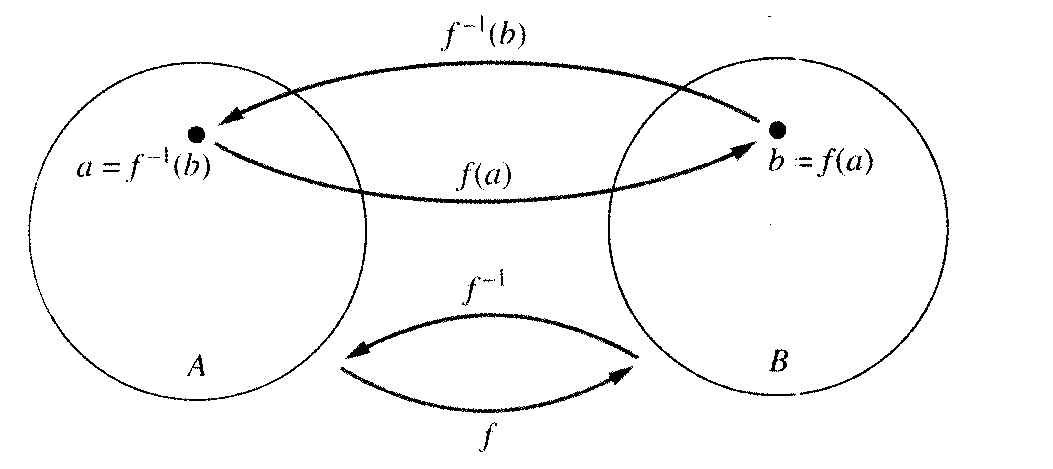 f⁻¹(b)
a = f⁻¹(b)
f(a)
b = f(a)
f⁻¹
A
B
f